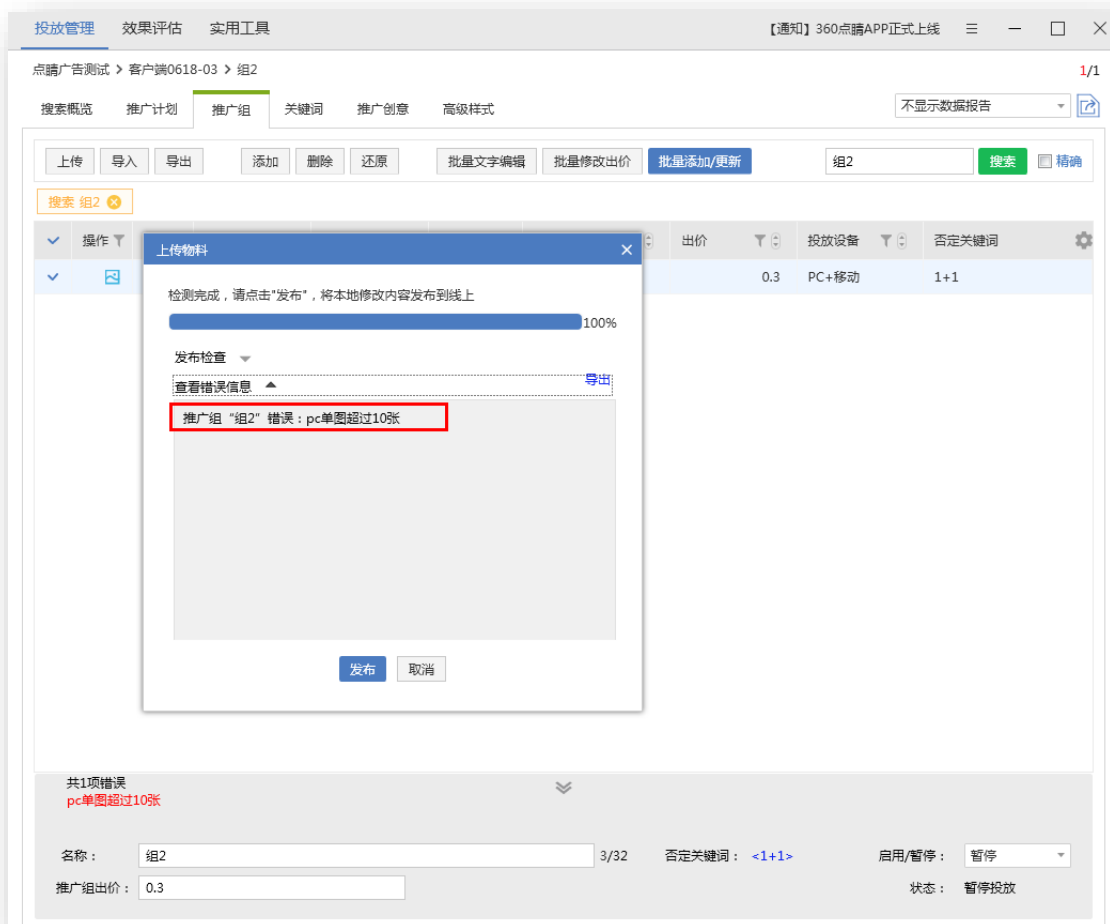 投放管理 效果评估 实用工具 【通知】360点睛APP正式上线
点睛广告测试 > 客户端0618-03 > 组2 1/1
搜索概览 推广计划 推广组 关键词 推广创意 高级样式 不显示数据报告
上传 导入 导出 添加 删除 还原 批量文字编辑 批量修改出价 批量添加/更新 组2 搜索 精确
搜索 组2
操作 出价 投放设备 否定关键词
0.3 PC+移动 1+1
上传物料
检测完成，请点击"发布"，将本地修改内容发布到线上
100%
发布检查
查看错误信息 导出
推广组“组2”错误：pc单图超过10张
发布 取消
共1项错误
pc单图超过10张
名称： 组2 3/32 否定关键词： <1+1> 启用/暂停： 暂停
推广组出价： 0.3 状态： 暂停投放